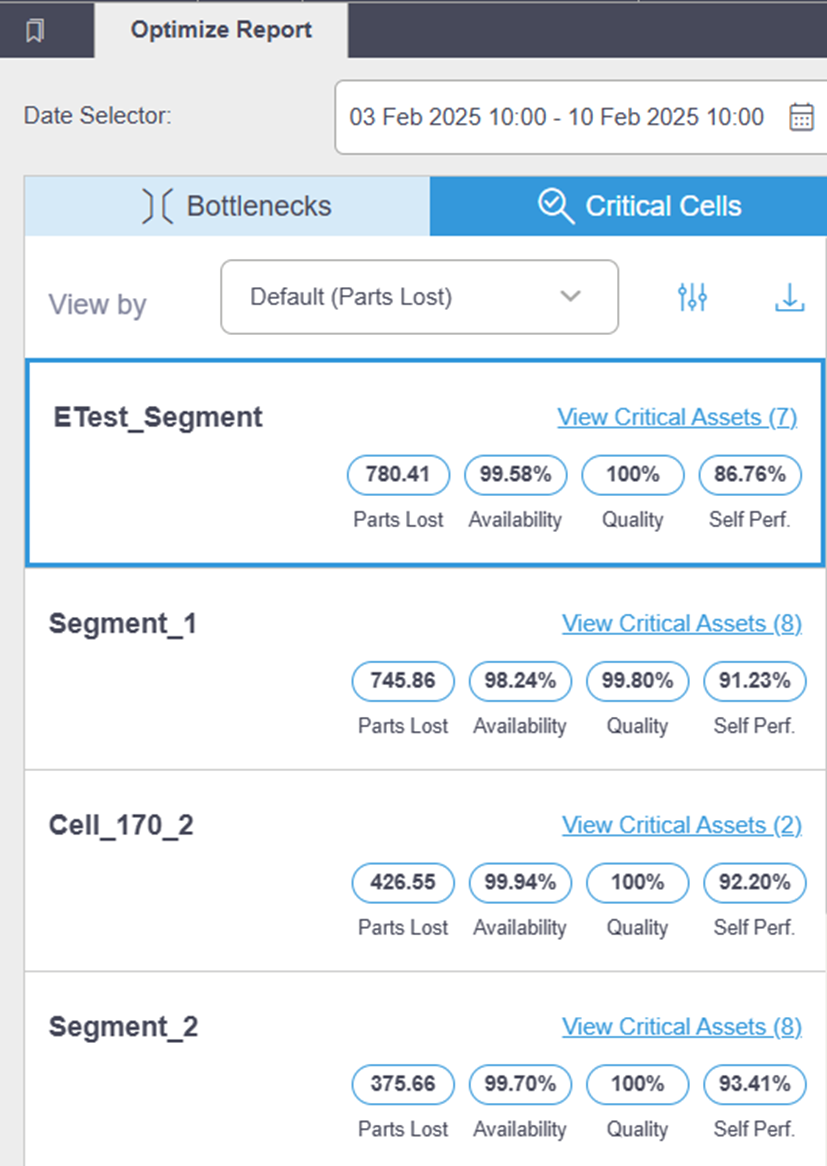 Optimize Report
Date Selector:
03 Feb 2025 10:00 - 10 Feb 2025 10:00
Bottlenecks
Critical Cells
View by
Default (Parts Lost)
ETest_Segment
View Critical Assets (7)
780.41 99.58% 100% 86.76%
Parts Lost Availability Quality Self Perf.
Segment_1
View Critical Assets (8)
745.86 98.24% 99.80% 91.23%
Parts Lost Availability Quality Self Perf.
Cell_170_2
View Critical Assets (2)
426.55 99.94% 100% 92.20%
Parts Lost Availability Quality Self Perf.
Segment_2
View Critical Assets (8)
375.66 99.70% 100% 93.41%
Parts Lost Availability Quality Self Perf.